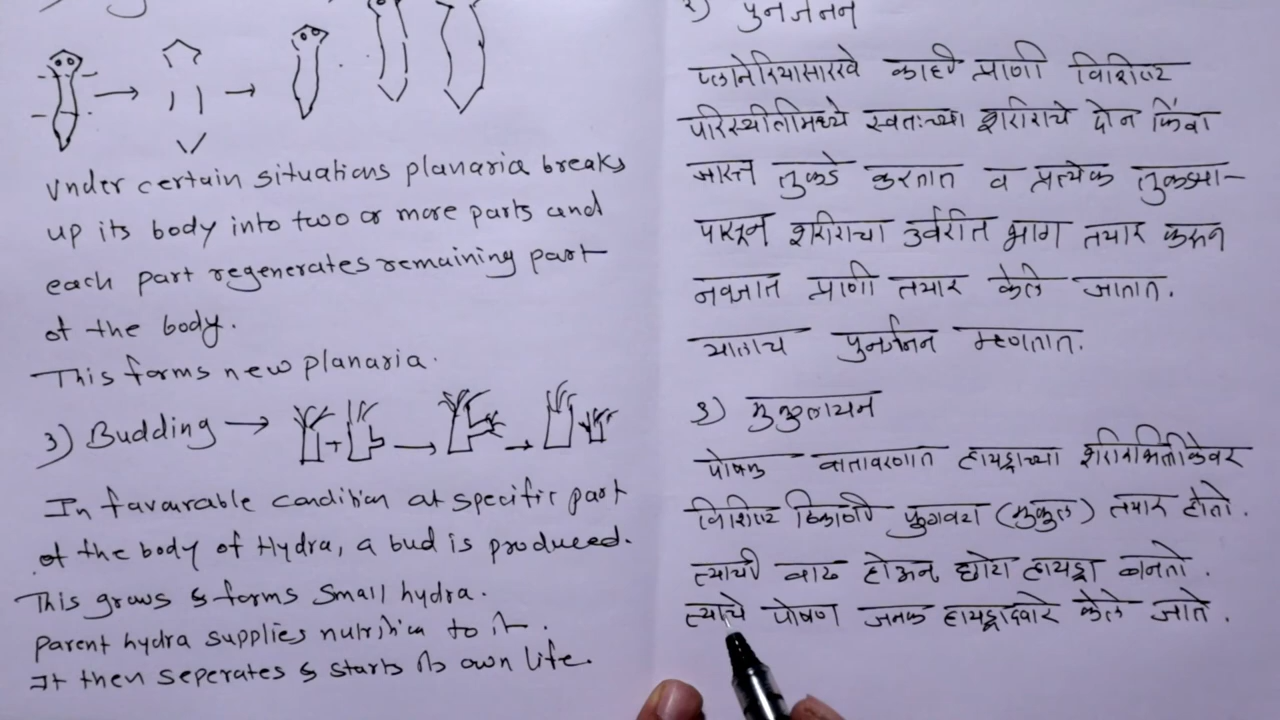 Under certain situations planaria breaks
up its body into two or more parts and
each part regenerates remaining part
of the body.
This forms new planaria.
3) Budding →
In favourable condition at specific part
of the body of Hydra, a bud is produced.
This grows & forms small hydra.
Parent hydra supplies nutrition to it.
It then seperates & starts its own life.
२) पुनर्जनन
प्लानेरियासारखे काही प्राणी विशिष्ट
परिस्थीतीमध्ये स्वतःच्या शरीराचे दोन किंवा
जास्त तुकडे करतात व प्रत्येक तुकड्या-
पासून शरीराचा उर्वरीत भाग तयार करून
नवजात प्राणी तयार केले जातात.
यालाच पुनर्जनन म्हणतात.
३) मुकुलायन
पोषक वातावरणात हायड्राच्या शरीरभित्तीकेवर
विशिष्ट ठिकाणी फुगवटा (मुकुल) तयार होतो.
त्याची वाढ होऊन छोटा हायड्रा बनतो.
त्याचे पोषण जनक हायड्राद्वारे केले जाते.